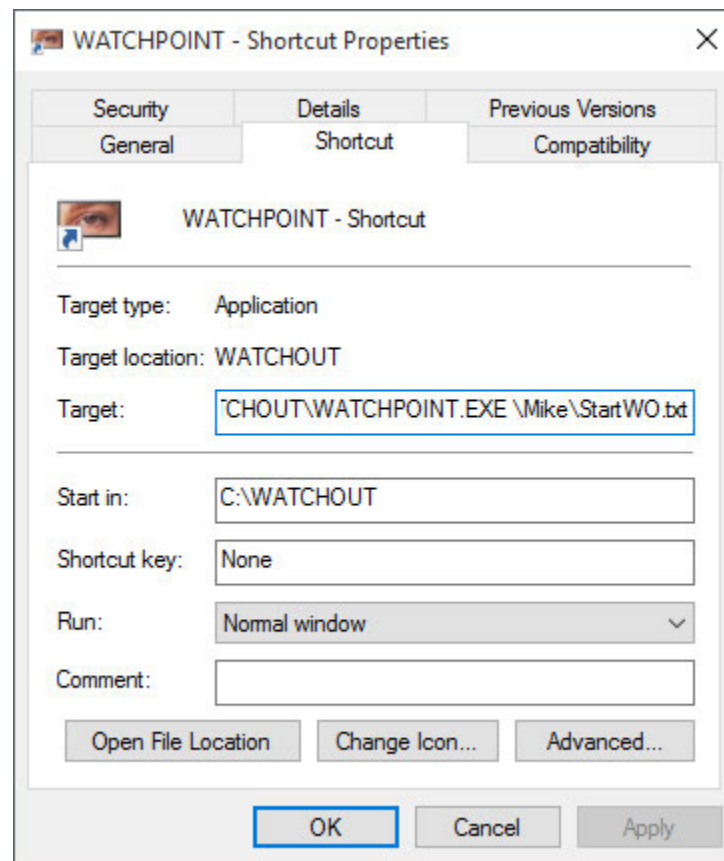 WATCHPOINT - Shortcut Properties
Security Details Previous Versions
General Shortcut Compatibility
WATCHPOINT - Shortcut
Target type: Application
Target location: WATCHOUT
Target: TCHOUT\WATCHPOINT.EXE \Mike\StartWO.txt
Start in: C:\WATCHOUT
Shortcut key: None
Run: Normal window
Comment:
Open File Location Change Icon... Advanced...
OK Cancel Apply